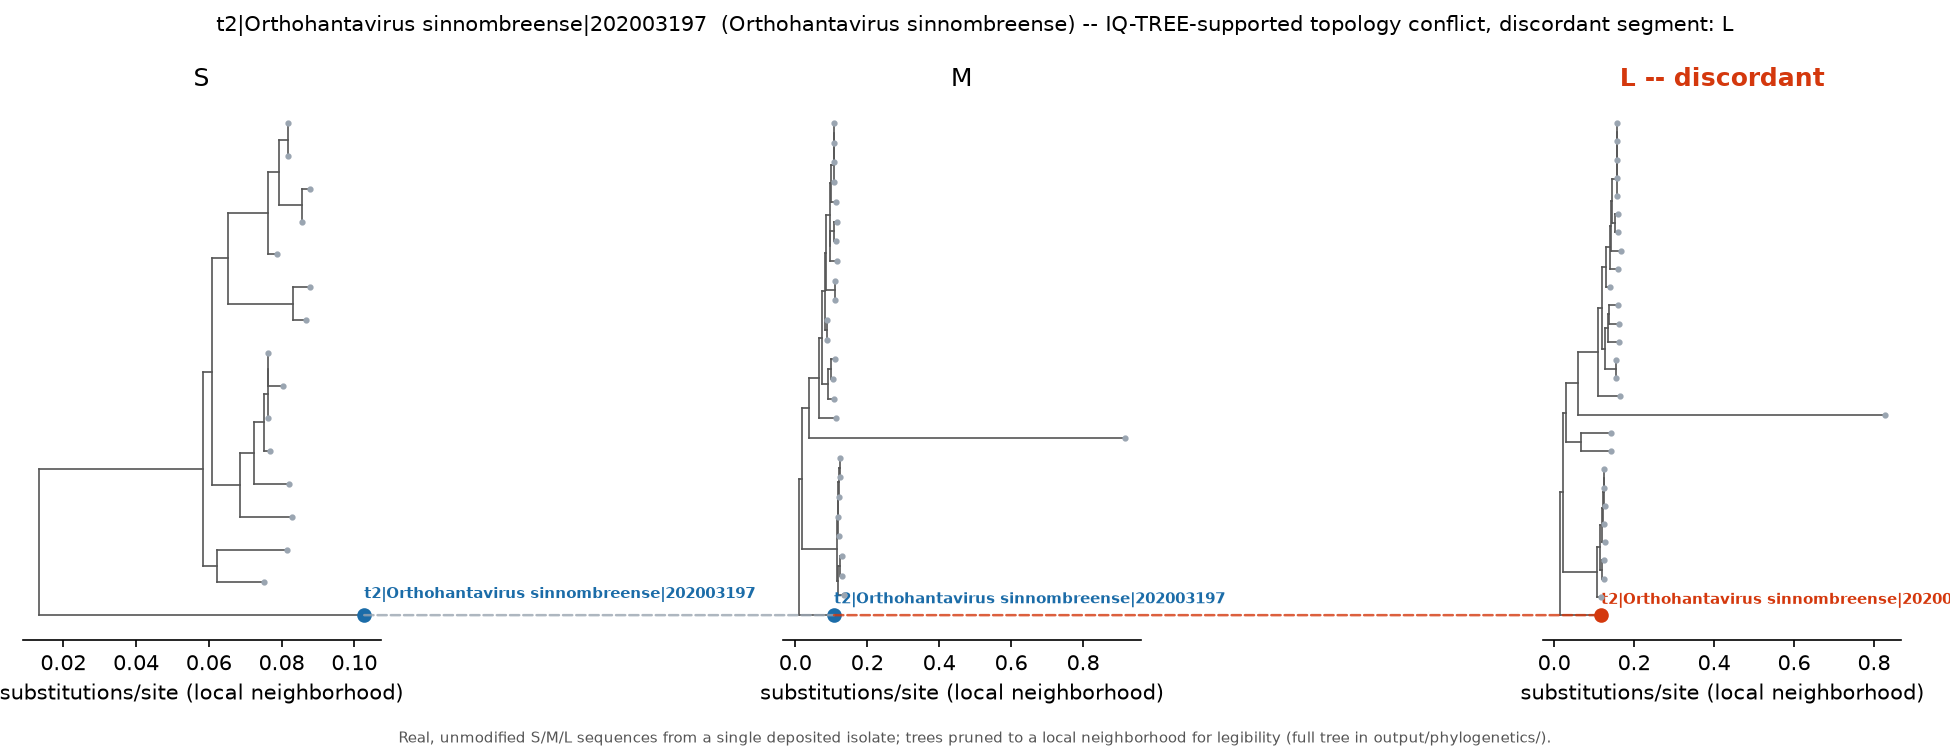 t2|Orthohantavirus sinnombreense|202003197  (Orthohantavirus sinnombreense) -- IQ-TREE-supported topology conflict, discordant segment: L
S
M
L -- discordant
t2|Orthohantavirus sinnombreense|202003197
t2|Orthohantavirus sinnombreense|202003197
t2|Orthohantavirus sinnombreense|20200
0.02 0.04 0.06 0.08 0.10
substitutions/site (local neighborhood)
0.0 0.2 0.4 0.6 0.8
substitutions/site (local neighborhood)
0.0 0.2 0.4 0.6 0.8
substitutions/site (local neighborhood)
Real, unmodified S/M/L sequences from a single deposited isolate; trees pruned to a local neighborhood for legibility (full tree in output/phylogenetics/).